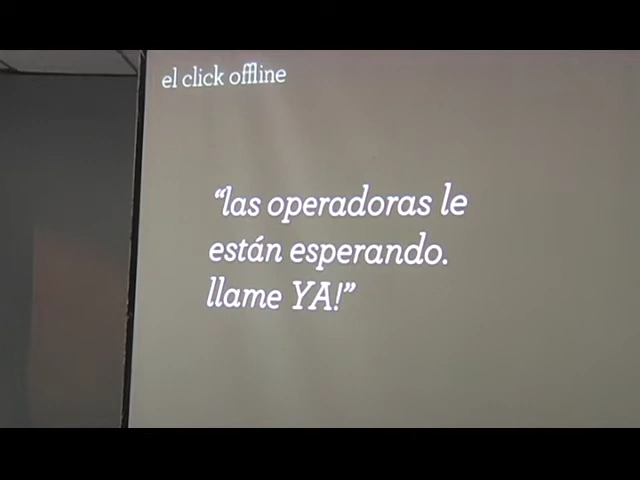 el click offline
“las operadoras le
están esperando.
llame YA!”